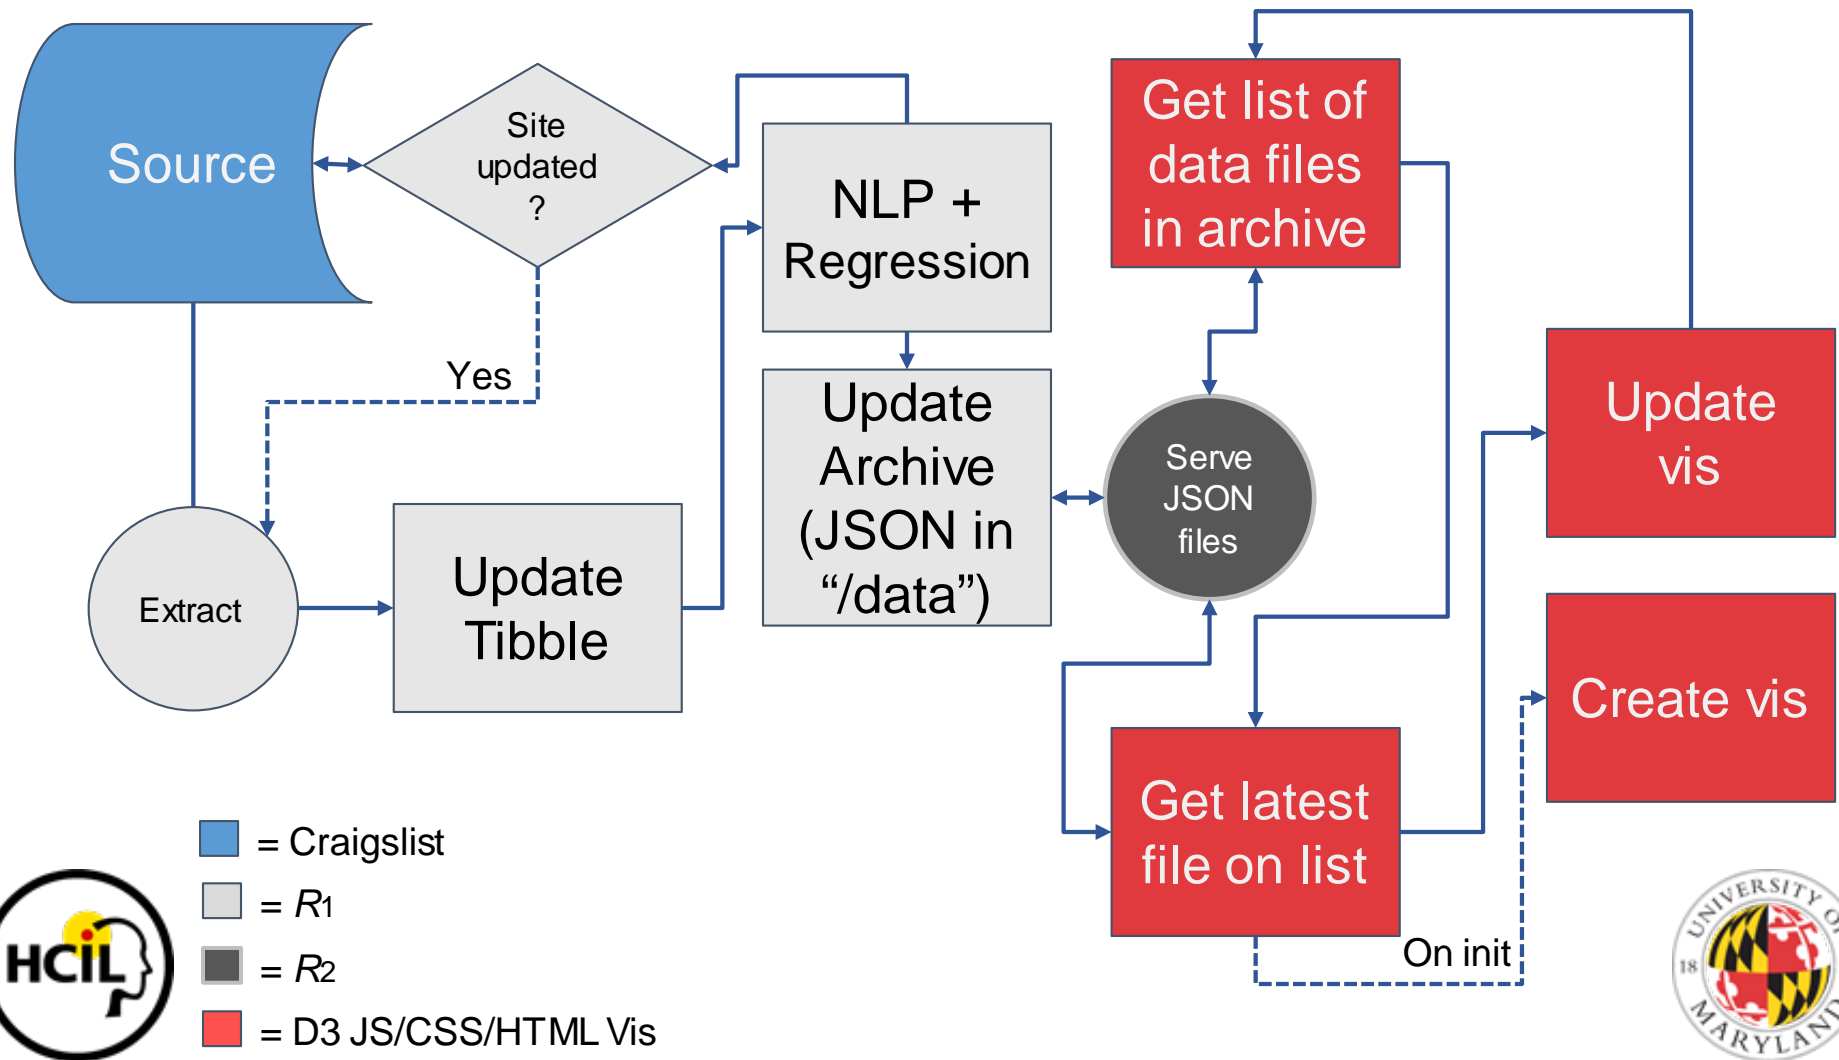 Source
Site
updated
?
NLP +
Regression
Get list of
data files
in archive
Yes
Update
Archive
(JSON in
“/data”)
Serve
JSON
files
Update
vis
Extract
Update
Tibble
Create vis
Get latest
file on list
On init
= Craigslist
= R1
= R2
= D3 JS/CSS/HTML Vis
HCIL
UNIVERSITY OF
18
MARYLAND